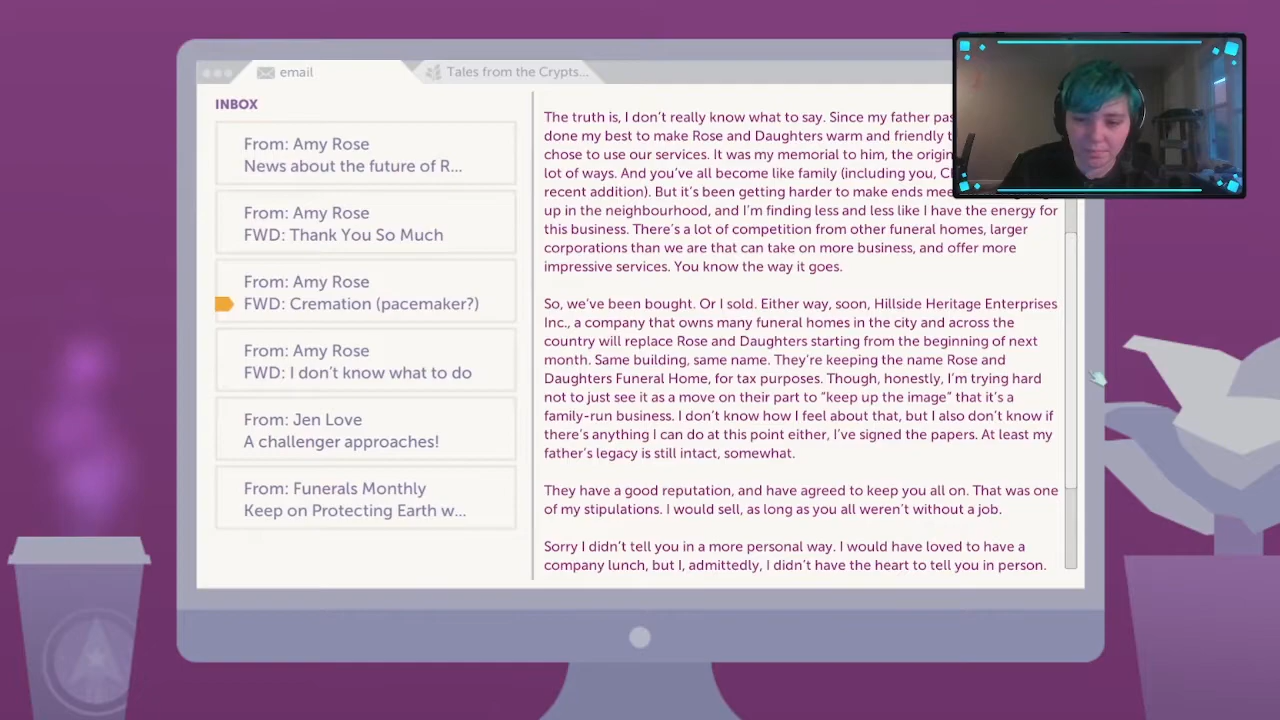 email
Tales from the Crypts...
INBOX
From: Amy Rose
News about the future of R...
From: Amy Rose
FWD: Thank You So Much
From: Amy Rose
FWD: Cremation (pacemaker?)
From: Amy Rose
FWD: I don't know what to do
From: Jen Love
A challenger approaches!
From: Funerals Monthly
Keep on Protecting Earth w...
The truth is, I don't really know what to say. Since my father
done my best to make Rose and Daughters warm and friendly
chose to use our services. It was my memorial to him, the
lot of ways. And you've all become like family (including you,
recent addition). But it's been getting harder to make ends
up in the neighbourhood, and I'm finding less and less like I have the energy for
this business. There's a lot of competition from other funeral homes, larger
corporations than we are that can take on more business, and offer more
impressive services. You know the way it goes.
So, we've been bought. Or I sold. Either way, soon, Hillside Heritage Enterprises
Inc., a company that owns many funeral homes in the city and across the
country will replace Rose and Daughters starting from the beginning of next
month. Same building, same name. They're keeping the name Rose and
Daughters Funeral Home, for tax purposes. Though, honestly, I'm trying hard
not to just see it as a move on their part to "keep up the image" that it's a
family-run business. I don't know how I feel about that, but I also don't know if
there's anything I can do at this point either, I've signed the papers. At least my
father's legacy is still intact, somewhat.
They have a good reputation, and have agreed to keep you all on. That was one
of my stipulations. I would sell, as long as you all weren't without a job.
Sorry I didn't tell you in a more personal way. I would have loved to have a
company lunch, but I, admittedly, I didn't have the heart to tell you in person.